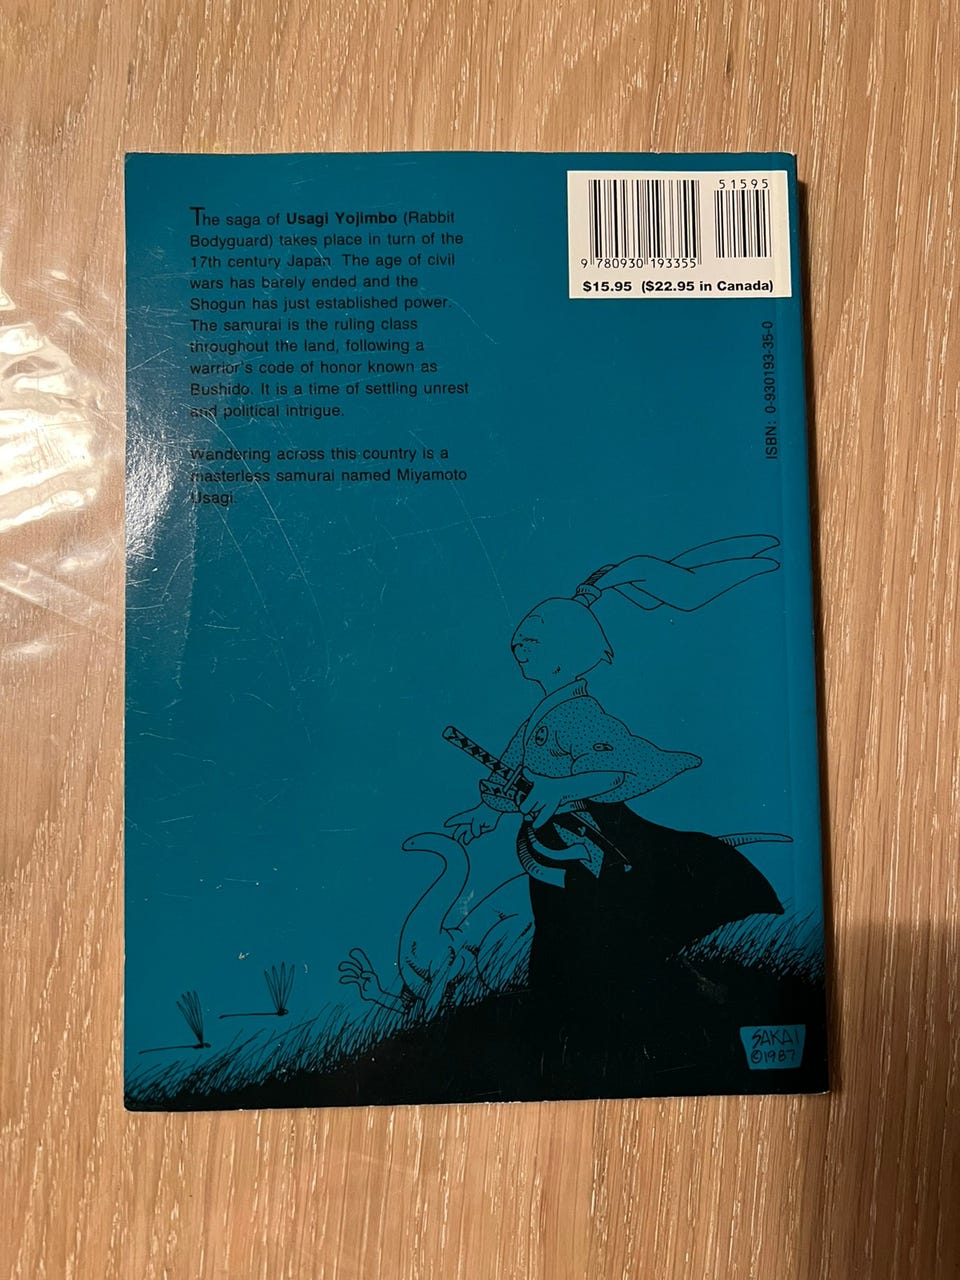 The saga of Usagi Yojimbo (Rabbit
Bodyguard) takes place in turn of the
17th century Japan. The age of civil
wars has barely ended and the
Shogun has just established power.
The samurai is the ruling class
throughout the land, following a
warrior's code of honor known as
Bushido. It is a time of settling unrest
and political intrigue.
Wandering across this country is a
masterless samurai named Miyamoto
Usagi.
51595
9 780930 193355
$15.95 ($22.95 in Canada)
ISBN: 0-930193-35-0
SAKAI
©1987